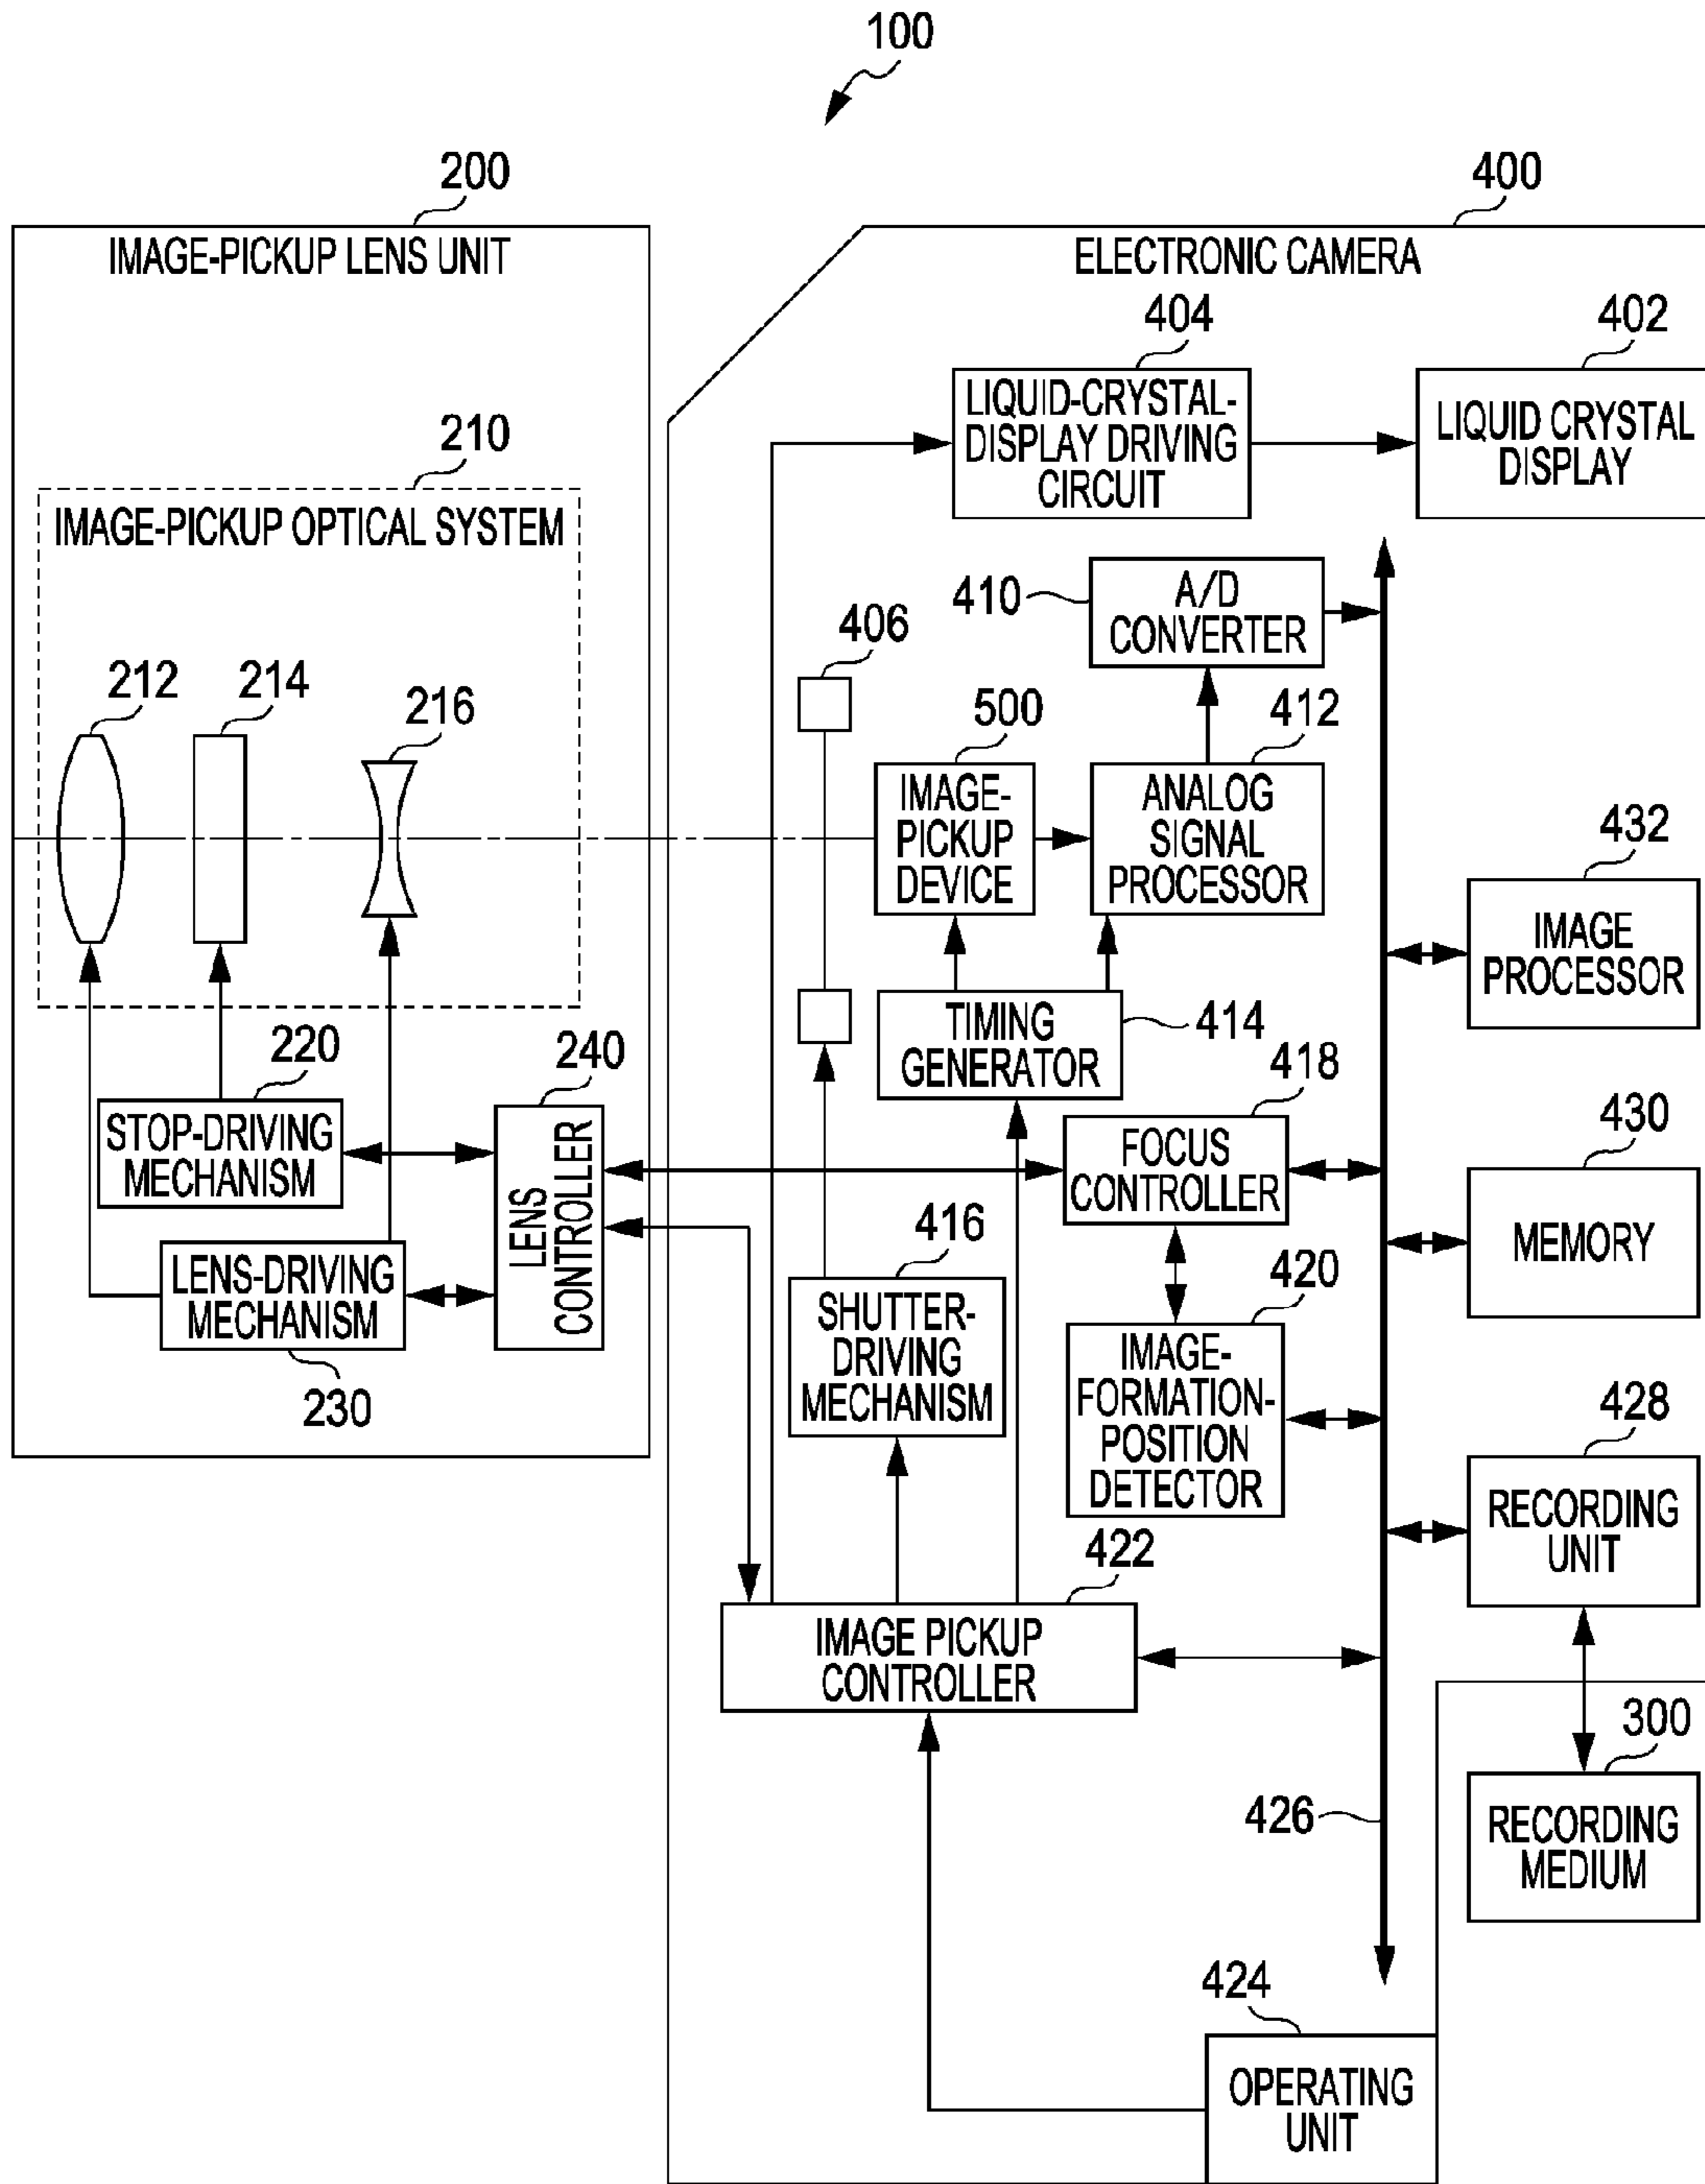 100
200
IMAGE-PICKUP LENS UNIT
210
IMAGE-PICKUP OPTICAL SYSTEM
212
214
216
220
STOP-DRIVING
MECHANISM
240
LENS
CONTROLLER
LENS-DRIVING
MECHANISM
230
400
ELECTRONIC CAMERA
404
LIQUID-CRYSTAL-
DISPLAY DRIVING
CIRCUIT
402
LIQUID CRYSTAL
DISPLAY
410
A/D
CONVERTER
406
500
IMAGE-
PICKUP
DEVICE
412
ANALOG
SIGNAL
PROCESSOR
432
IMAGE
PROCESSOR
TIMING
GENERATOR
414
418
FOCUS
CONTROLLER
430
MEMORY
416
SHUTTER-
DRIVING
MECHANISM
420
IMAGE-
FORMATION-
POSITION
DETECTOR
428
RECORDING
UNIT
422
IMAGE PICKUP
CONTROLLER
300
RECORDING
MEDIUM
426
424
OPERATING
UNIT